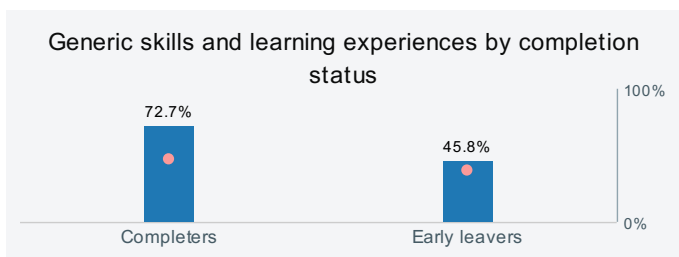 Generic skills and learning experiences by completion
status
100%
72.7%
45.8%
0%
Completers
Early leavers